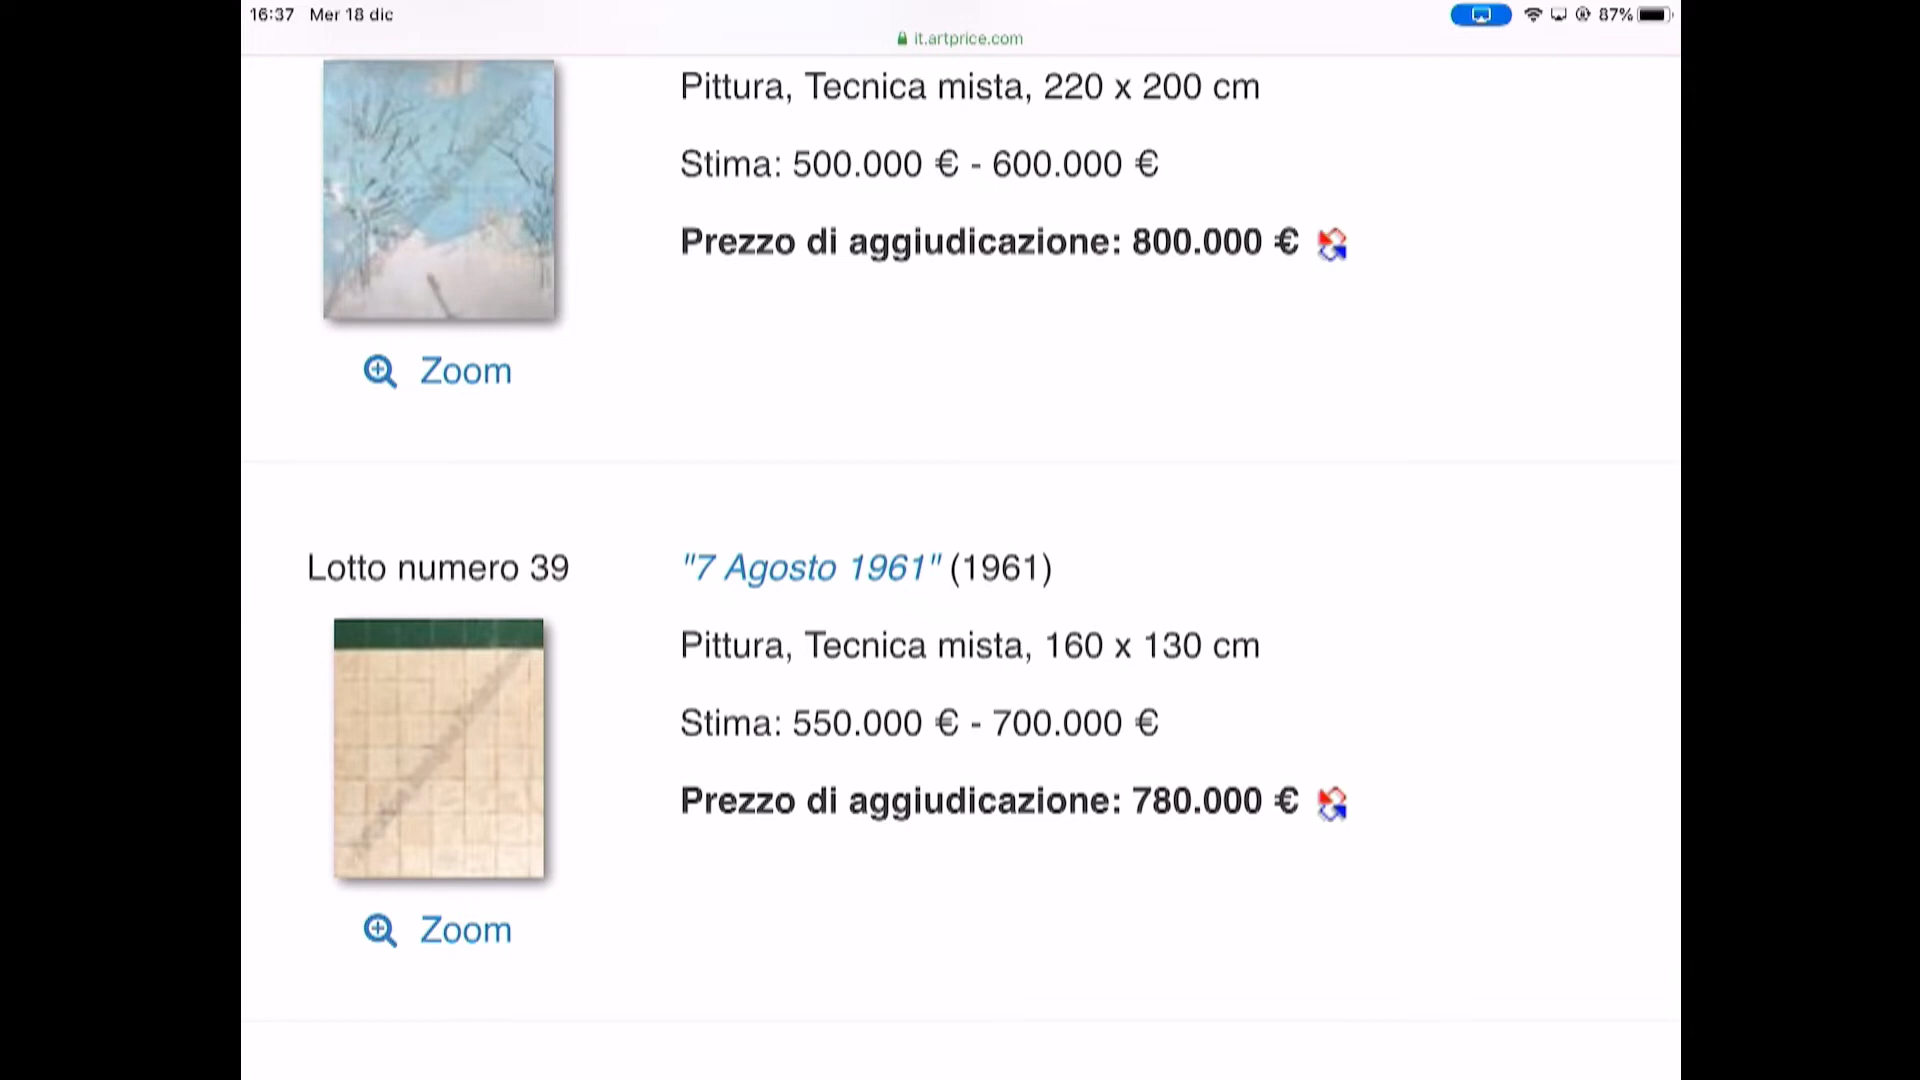 16:37 Mer 18 dic
87%
it.artprice.com
Pittura, Tecnica mista, 220 x 200 cm
Stima: 500.000 € - 600.000 €
Prezzo di aggiudicazione: 800.000 €
Zoom
Lotto numero 39
"7 Agosto 1961" (1961)
Pittura, Tecnica mista, 160 x 130 cm
Stima: 550.000 € - 700.000 €
Prezzo di aggiudicazione: 780.000 €
Zoom